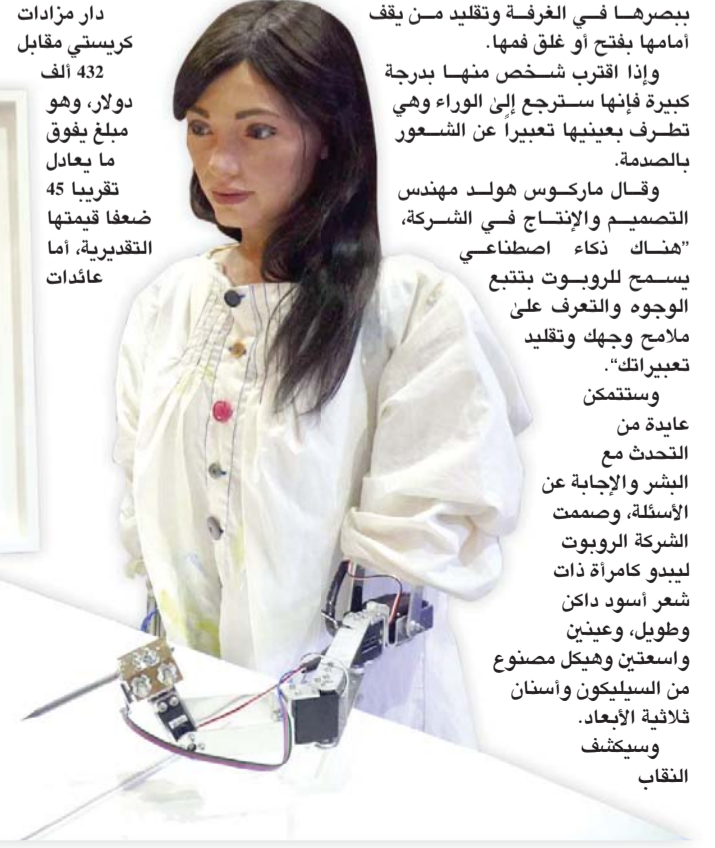 ببصرها في الغرفة وتقليد من يقف
أمامها بفتح أو غلق فمها.
وإذا اقترب شخص منها بدرجة
كبيرة فإنها سترجع إلى الوراء وهي
تطرف بعينيها تعبيراً عن الشعور
بالصدمة.
وقال ماركوس هولد مهندس
التصميم والإنتاج في الشركة،
”هناك ذكاء اصطناعي
يسمح للروبوت بتتبع
الوجوه والتعرف على
ملامح وجهك وتقليد
تعبيراتك“.
وستتمكن
عايدة من
التحدث مع
البشر والإجابة عن
الأسئلة، وصممت
الشركة الروبوت
ليبدو كامرأة ذات
شعر أسود داكن
وطويل، وعينين
واسعتين وهيكل مصنوع
من السيليكون وأسنان
ثلاثية الأبعاد.
وسيكشف
النقاب
دار مزادات
كريستي مقابل
432 ألف
دولار، وهو
مبلغ يفوق
ما يعادل
تقريبا 45
ضعفا قيمتها
التقديرية، أما
عائدات